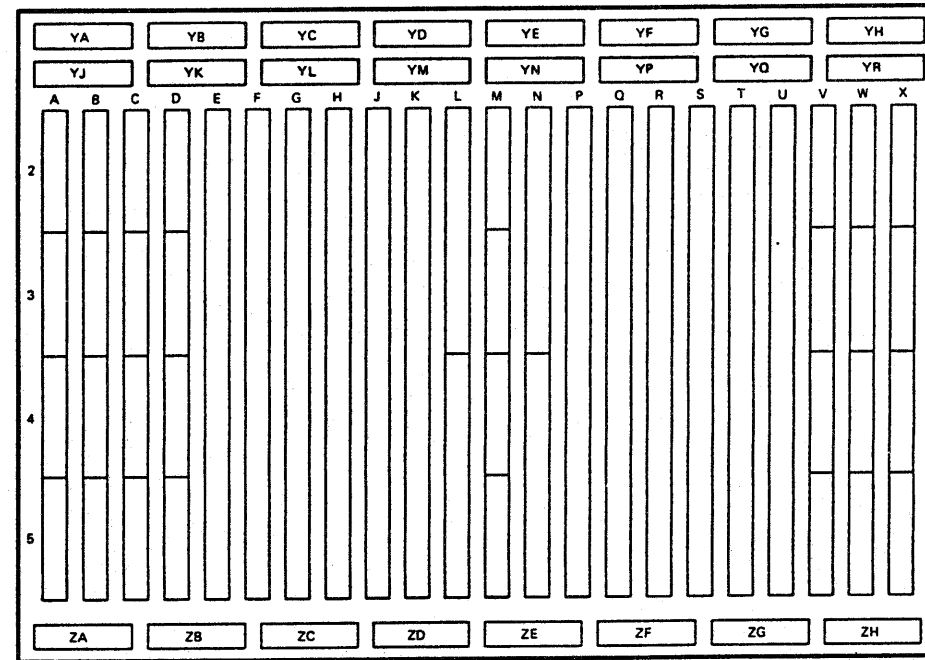 YA YB YC YD YE YF YG YH
YJ YK YL YM YN YP YQ YR
A B C D E F G H J K L M N P Q R S T U V W X
2
3
4
5
ZA ZB ZC ZD ZE ZF ZG ZH